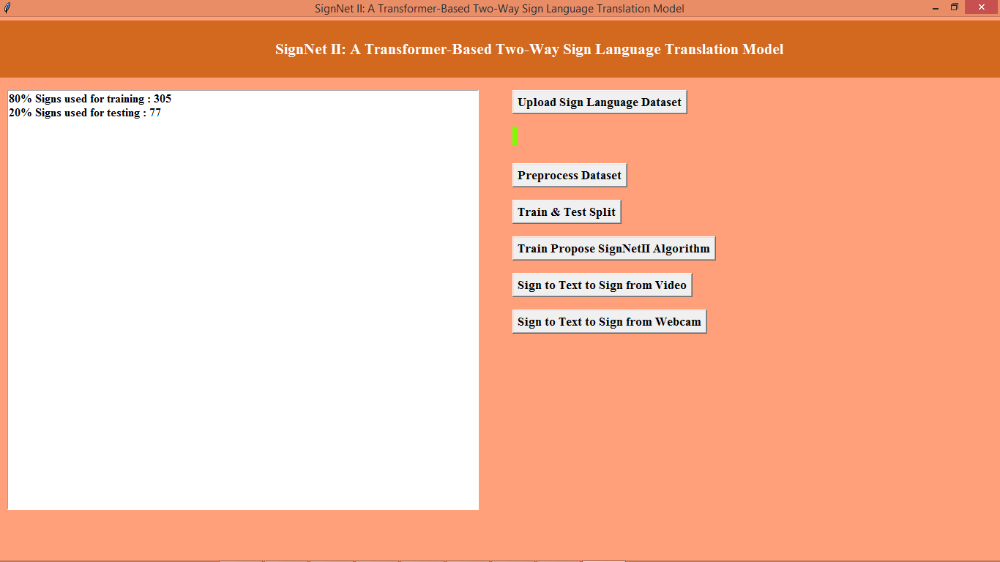 SignNet II: A Transformer-Based Two-Way Sign Language Translation Model
SignNet II: A Transformer-Based Two-Way Sign Language Translation Model
80% Signs used for training : 305
20% Signs used for testing : 77
Upload Sign Language Dataset
Preprocess Dataset
Train & Test Split
Train Propose SignNetII Algorithm
Sign to Text to Sign from Video
Sign to Text to Sign from Webcam